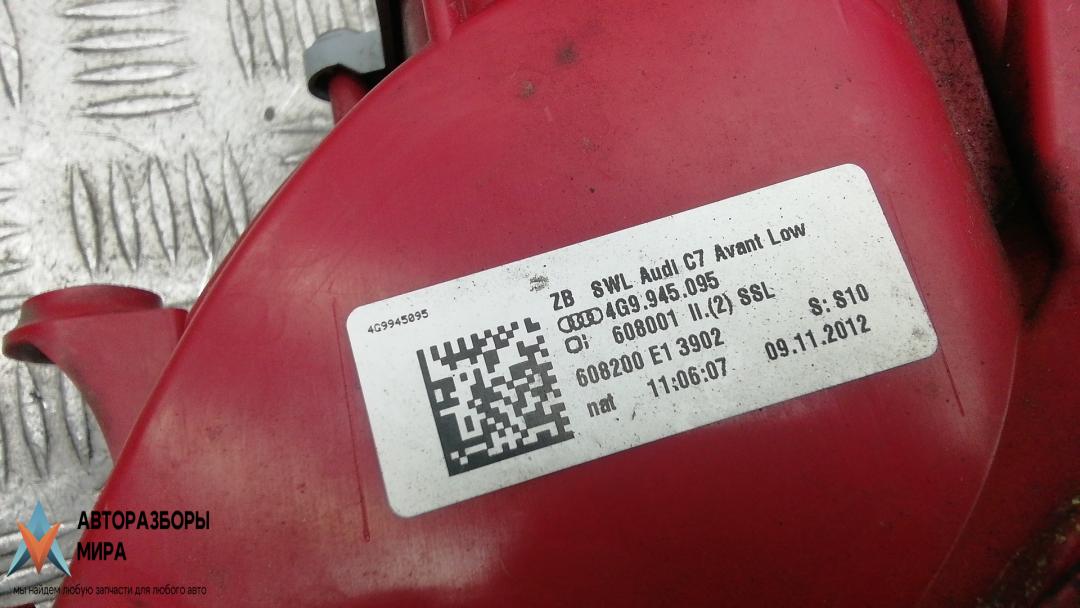 4G9945095
ZB SWL Audi C7 Avant Low
4G9.945.095
608001 II.(2) SSL
608200 E1 3902 S: S10
nat 11:06:07 09.11.2012
АВТОРАЗБОРЫ
МИРА
мы найдем любую запчасти для любого авто